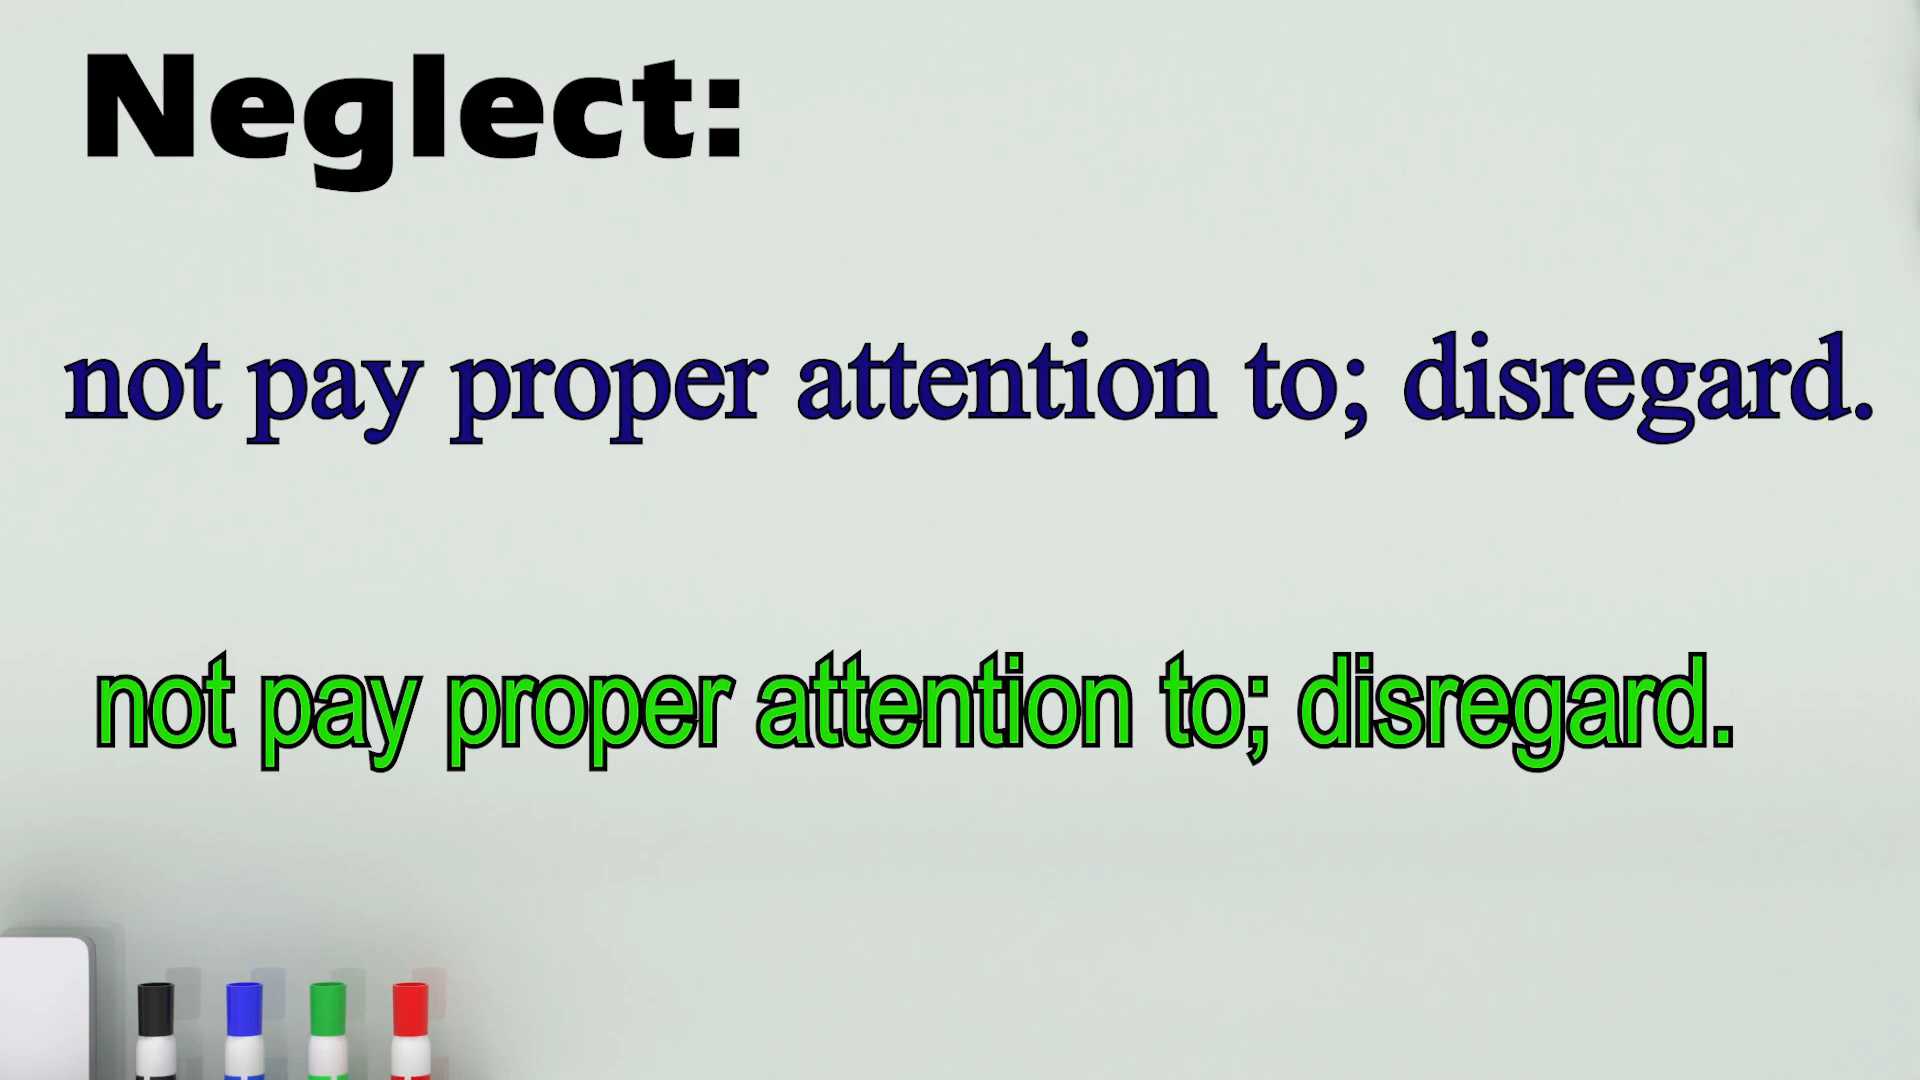 Neglect:
not pay proper attention to; disregard.
not pay proper attention to; disregard.